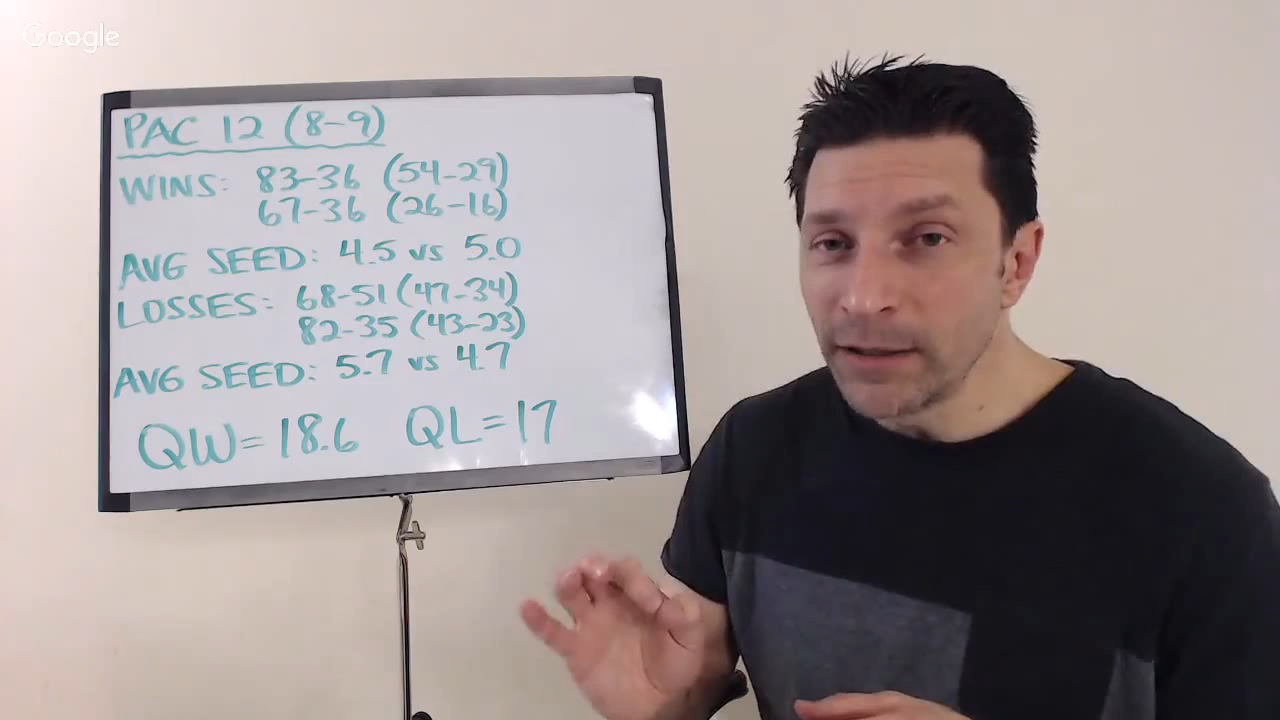 Google
PAC 12 (8-9)
WINS: 83-36 (54-29)
67-36 (26-16)
AVG SEED: 4.5 vs 5.0
LOSSES: 68-51 (47-34)
82-35 (43-23)
AVG SEED: 5.7 vs 4.7
QW=18.6 QL=17